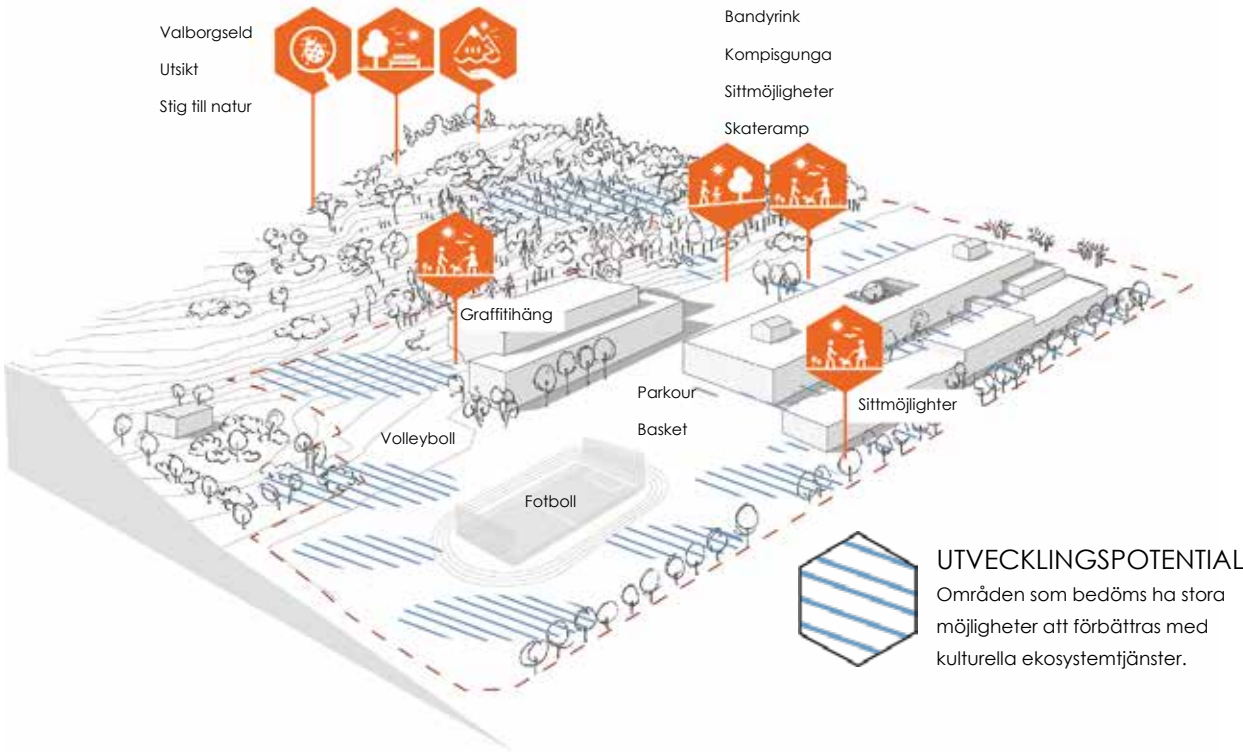 Valborgseld
Utsikt
Stig till natur
Bandyrink
Kompisgunga
Sittmöjligheter
Skateramp
Graffitihäng
Parkour
Basket
Sittmöjlighter
Volleyboll
Fotboll
UTVECKLINGSPOTENTIAL
Områden som bedöms ha stora
möjligheter att förbättras med
kulturella ekosystemtjänster.